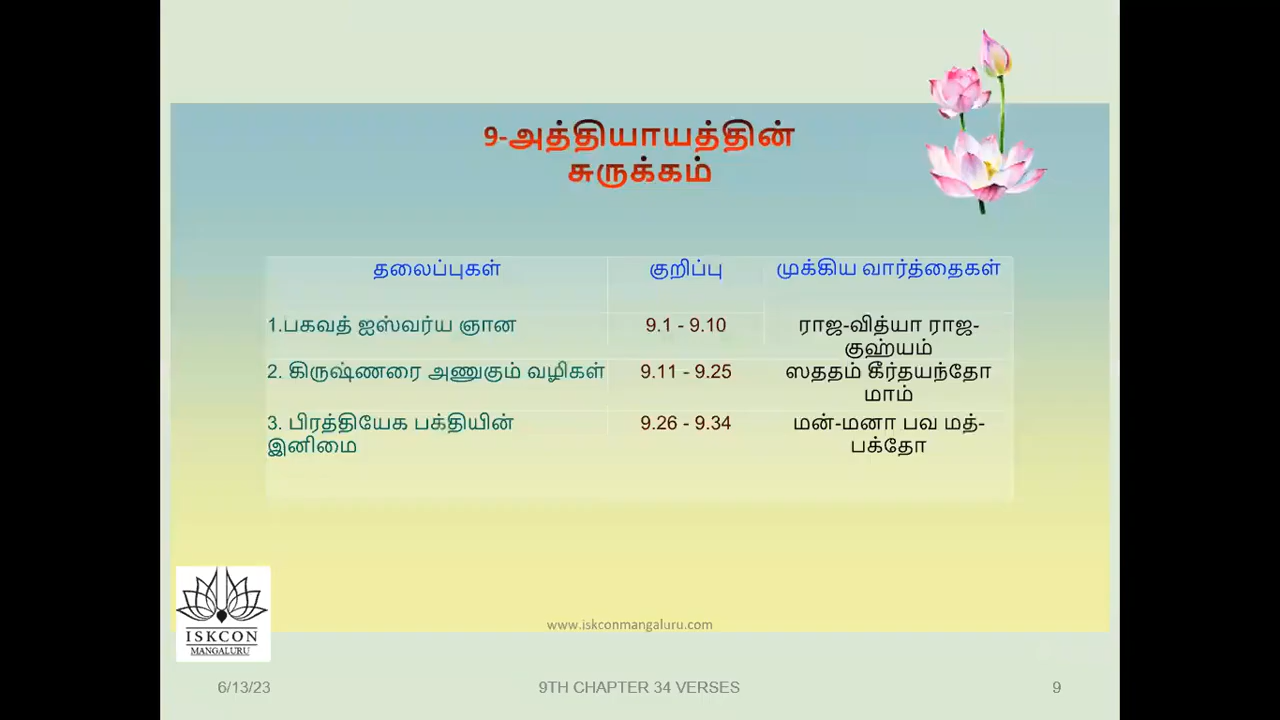 9-அத்தியாயத்தின்
சுருக்கம்
தலைப்புகள் குறிப்பு முக்கிய வார்த்தைகள்
1.பகவத் ஐஸ்வர்ய ஞான 9.1 - 9.10 ராஜ-வித்யா ராஜ-
குஹ்யம்
2. கிருஷ்ணரை அணுகும் வழிகள் 9.11 - 9.25 ஸததம் கீர்தயந்தோ
மாம்
3. பிரத்தியேக பக்தியின் 9.26 - 9.34 மன்-மனா பவ மத்-
இனிமை பக்தோ
ISKCON
MANGALURU
www.iskconmangaluru.com
6/13/23 9TH CHAPTER 34 VERSES 9